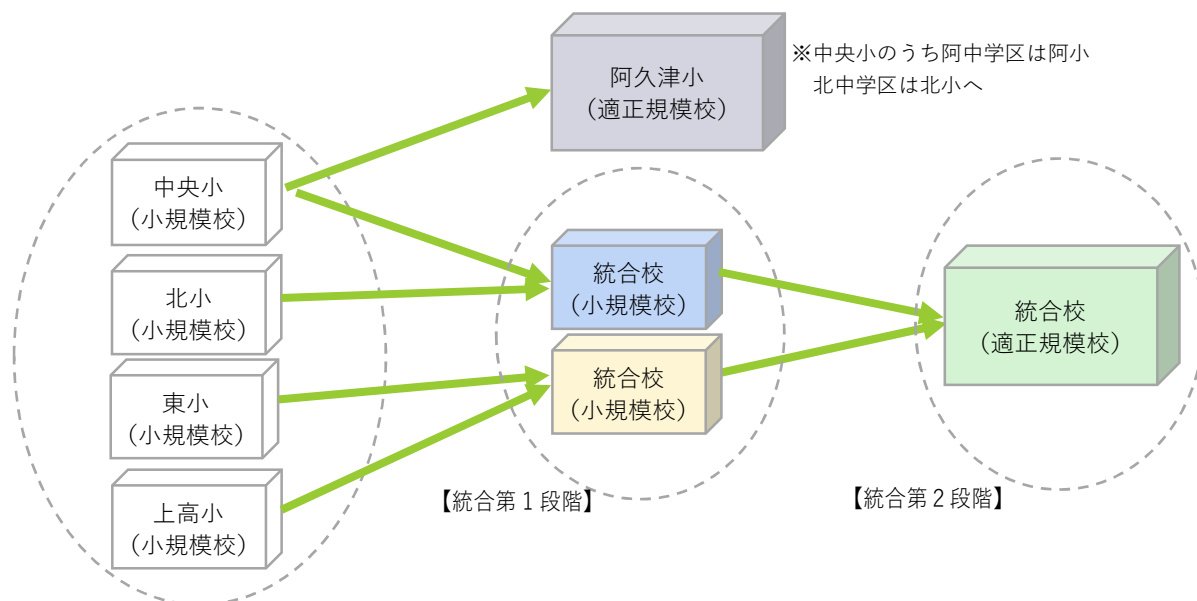 阿久津小
(適正規模校)
※中央小のうち阿中学区は阿小
北中学区は北小へ
中央小
(小規模校)
北小
(小規模校)
東小
(小規模校)
上高小
(小規模校)
統合校
(小規模校)
統合校
(小規模校)
【統合第1段階】
統合校
(適正規模校)
【統合第2段階】